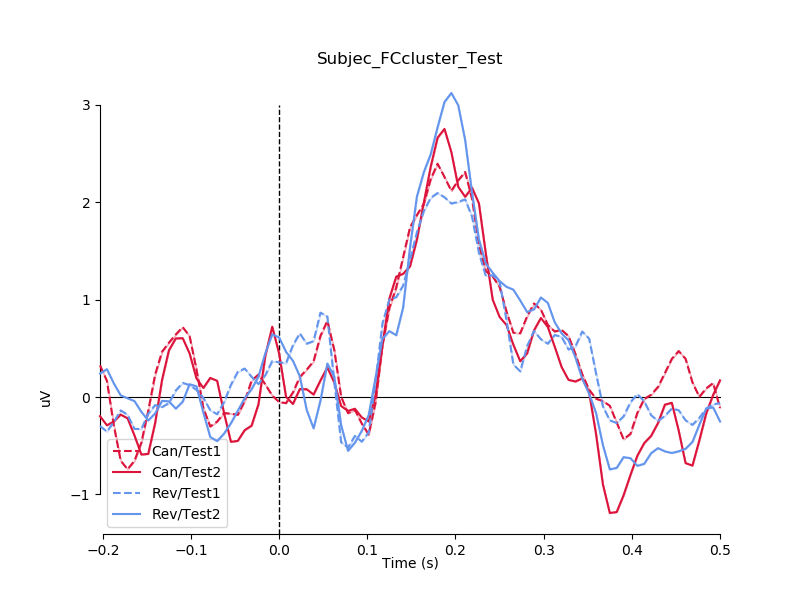 Subjec_FCcluster_Test
3
2
1
0
−1
uV
Can/Test1
Can/Test2
Rev/Test1
Rev/Test2
−0.2 −0.1 0.0 0.1 0.2 0.3 0.4 0.5
Time (s)